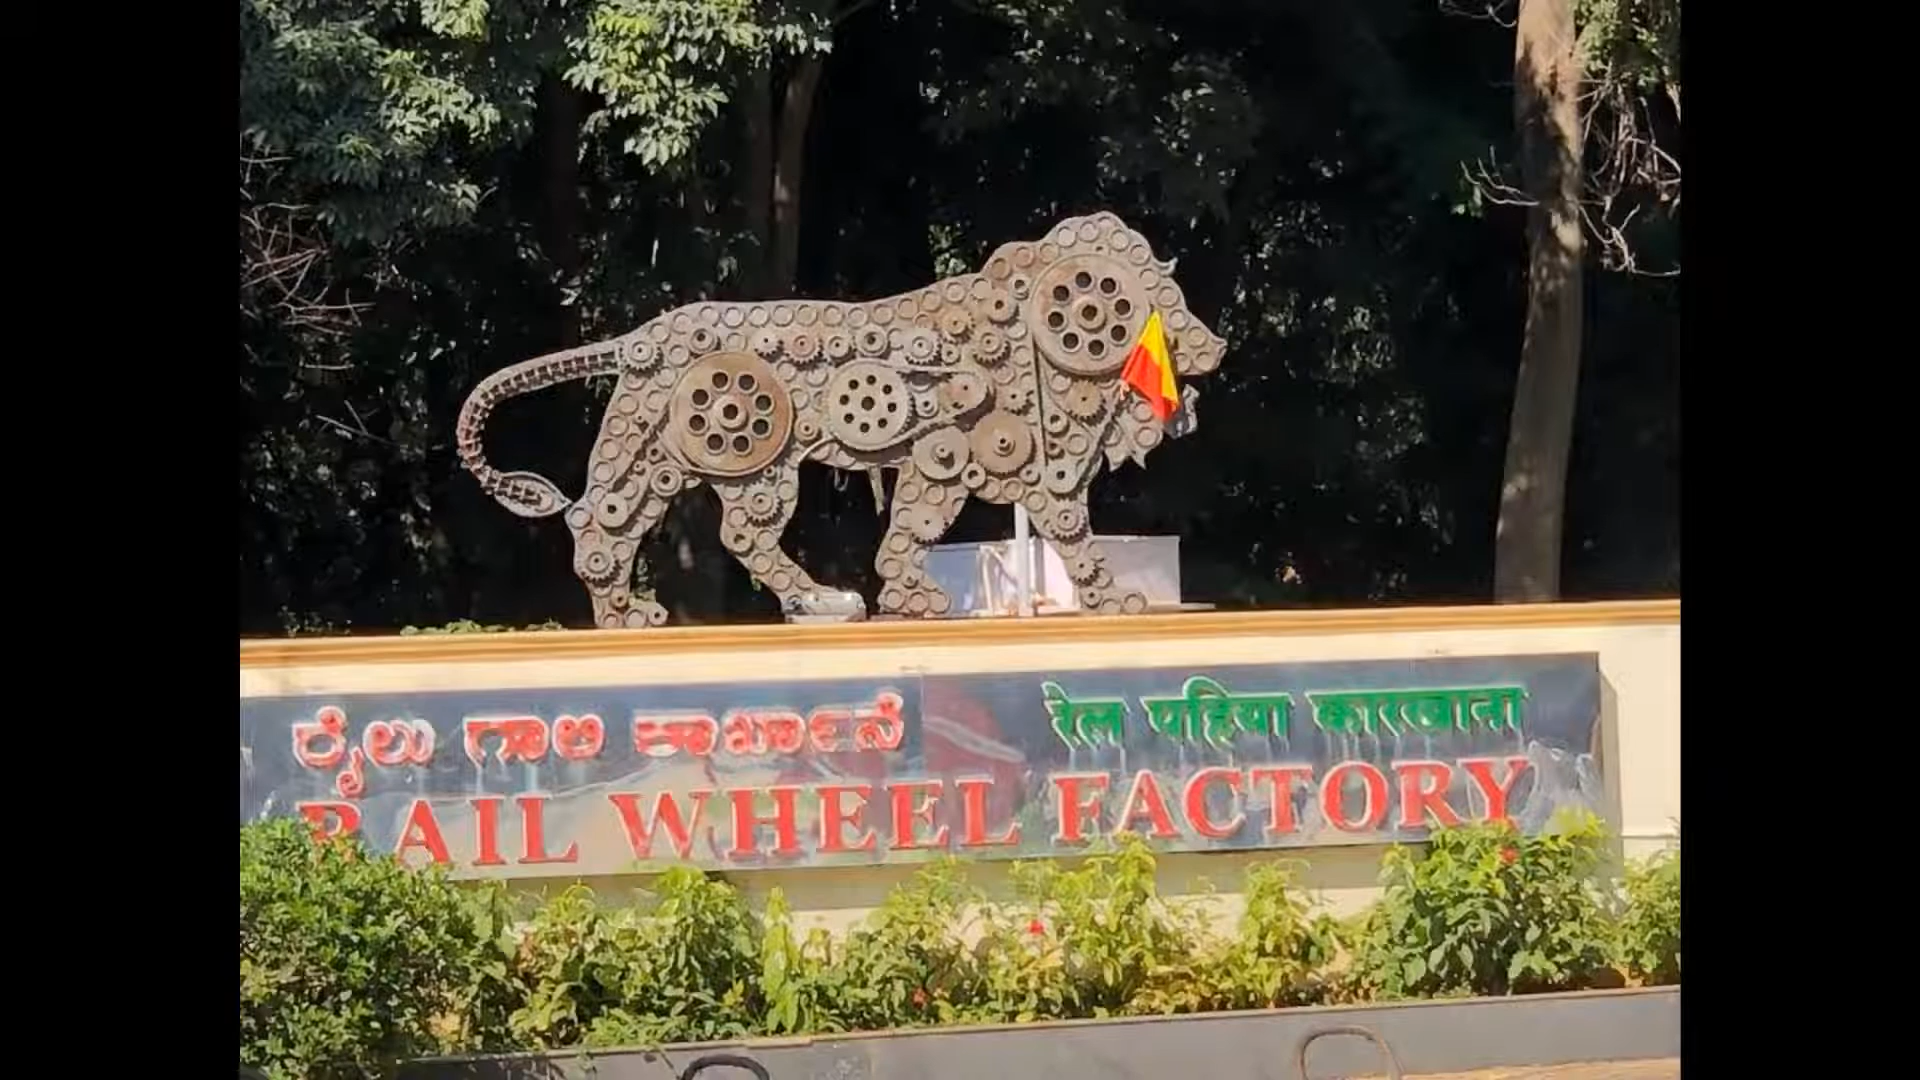 ರೈಲು ಗಾಲಿ ಕಾರ್ಖಾನೆ
रेल पहिया कारखाना
RAIL WHEEL FACTORY